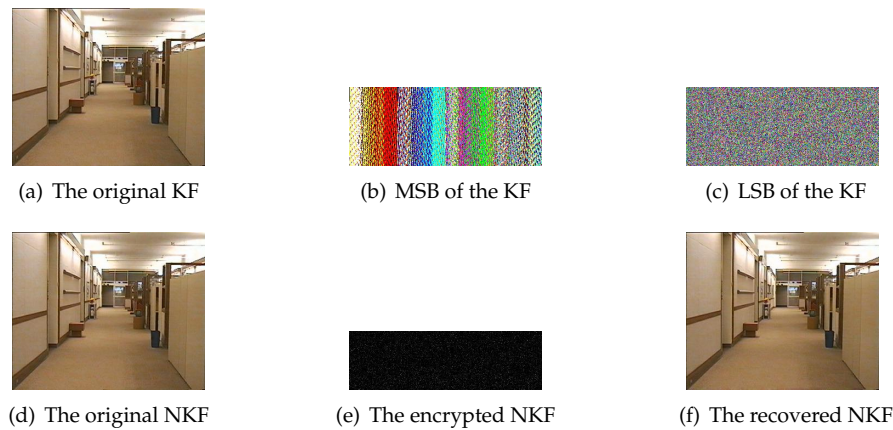 (a) The original KF
(b) MSB of the KF
(c) LSB of the KF
(d) The original NKF
(e) The encrypted NKF
(f) The recovered NKF